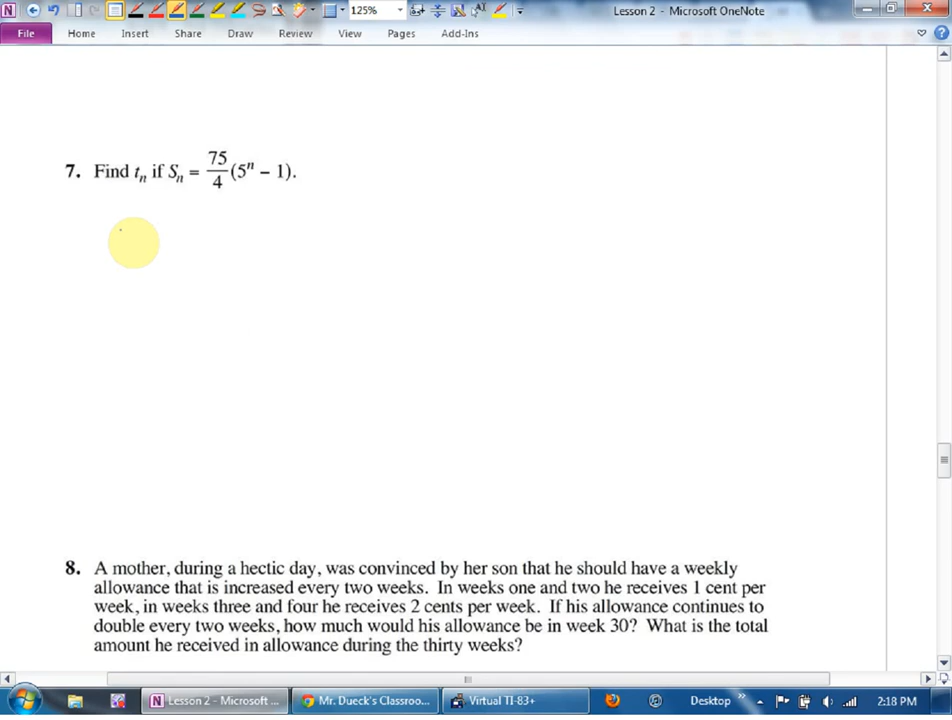 125%
Lesson 2 - Microsoft OneNote
File Home Insert Share Draw Review View Pages Add-Ins
7. Find tₙ if Sₙ = 75/4 (5ⁿ − 1).
8. A mother, during a hectic day, was convinced by her son that he should have a weekly
allowance that is increased every two weeks. In weeks one and two he receives 1 cent per
week, in weeks three and four he receives 2 cents per week. If his allowance continues to
double every two weeks, how much would his allowance be in week 30? What is the total
amount he received in allowance during the thirty weeks?
Lesson 2 - Microsoft ... Mr. Dueck's Classroo... Virtual TI-83+ Desktop 2:18 PM